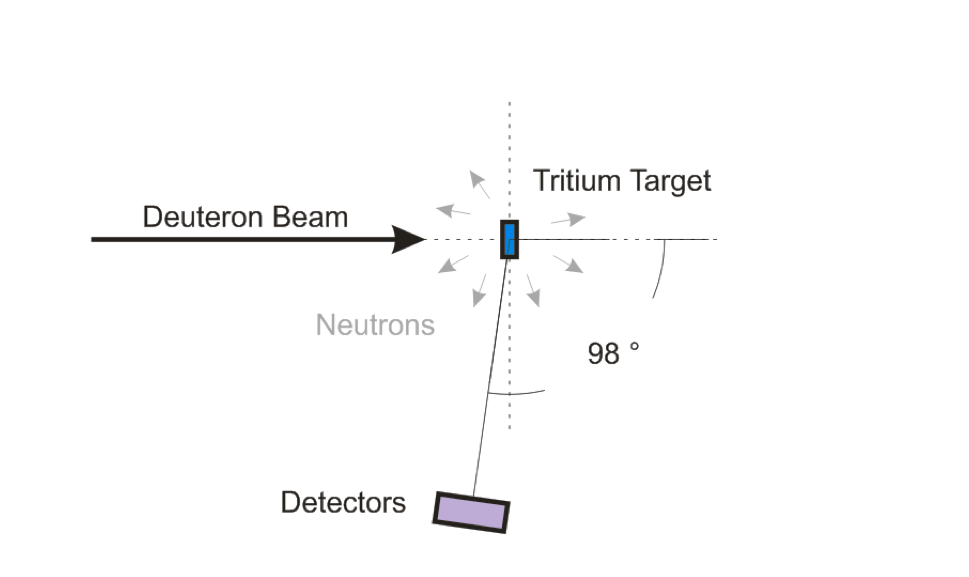 Tritium Target
Deuteron Beam
Neutrons
98 °
Detectors